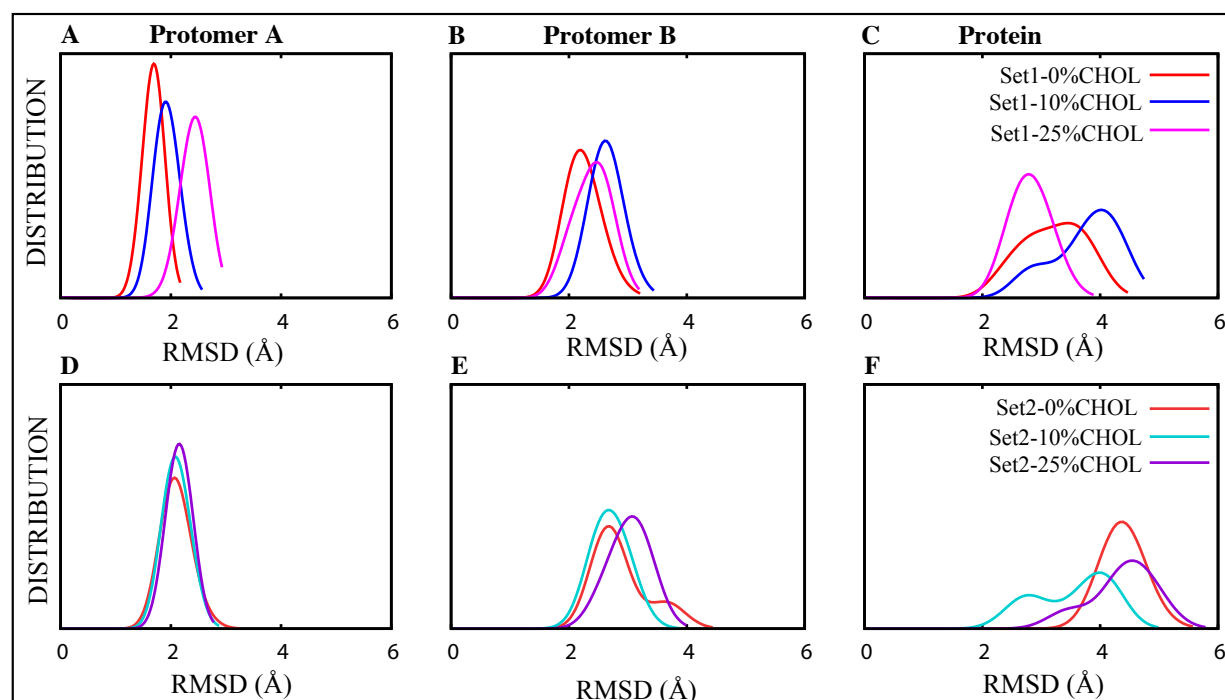 A Protomer A
B Protomer B
C Protein
DISTRIBUTION
Set1-0%CHOL
Set1-10%CHOL
Set1-25%CHOL
0 2 4 6
0 2 4 6
0 2 4 6
RMSD (Å)
RMSD (Å)
RMSD (Å)
D
E
F
DISTRIBUTION
Set2-0%CHOL
Set2-10%CHOL
Set2-25%CHOL
0 2 4 6
0 2 4 6
0 2 4 6
RMSD (Å)
RMSD (Å)
RMSD (Å)